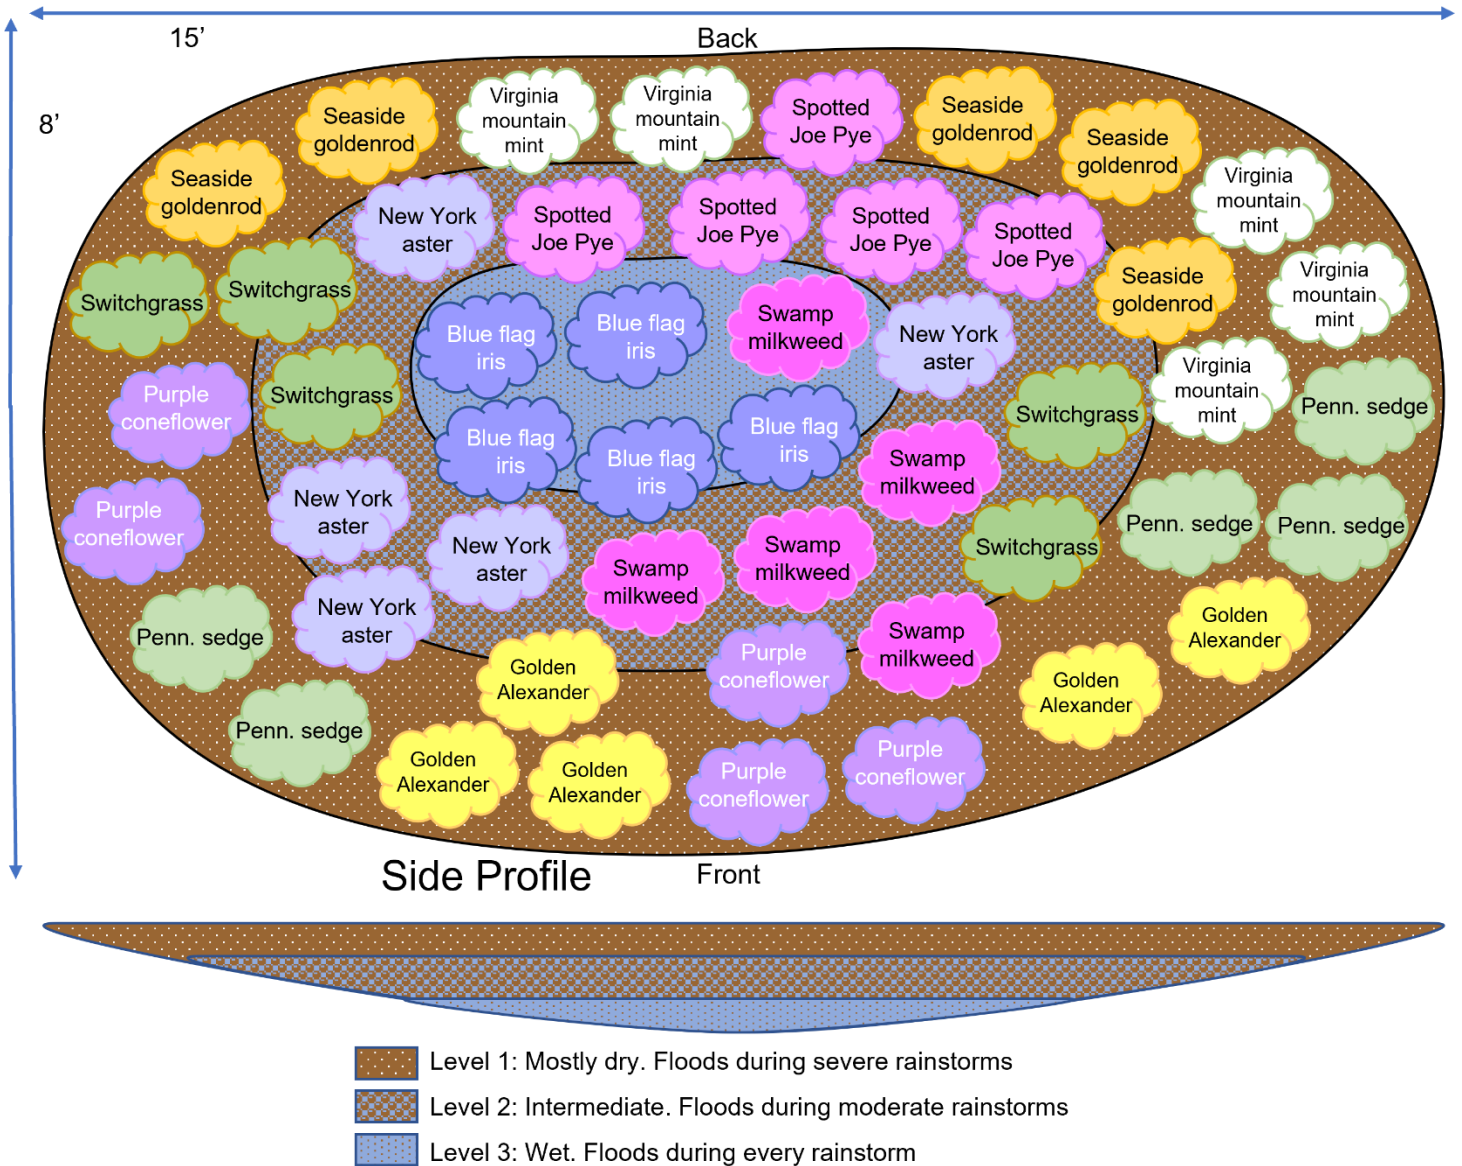 15’
Back
8’
Seaside
goldenrod
Virginia
mountain
mint
Virginia
mountain
mint
Spotted
Joe Pye
Seaside
goldenrod
Seaside
goldenrod
Seaside
goldenrod
Virginia
mountain
mint
New York
aster
Spotted
Joe Pye
Spotted
Joe Pye
Spotted
Joe Pye
Spotted
Joe Pye
Switchgrass
Switchgrass
Seaside
goldenrod
Virginia
mountain
mint
Blue flag
iris
Blue flag
iris
Swamp
milkweed
New York
aster
Virginia
mountain
mint
Purple
coneflower
Switchgrass
Switchgrass
Penn. sedge
Blue flag
iris
Blue flag
iris
Blue flag
iris
Swamp
milkweed
Purple
coneflower
New York
aster
New York
aster
Swamp
milkweed
Swamp
milkweed
Switchgrass
Penn. sedge
Penn. sedge
Penn. sedge
New York
aster
Golden
Alexander
Purple
coneflower
Swamp
milkweed
Golden
Alexander
Golden
Alexander
Penn. sedge
Golden
Alexander
Golden
Alexander
Purple
coneflower
Purple
coneflower
Side Profile
Front
Level 1: Mostly dry. Floods during severe rainstorms
Level 2: Intermediate. Floods during moderate rainstorms
Level 3: Wet. Floods during every rainstorm